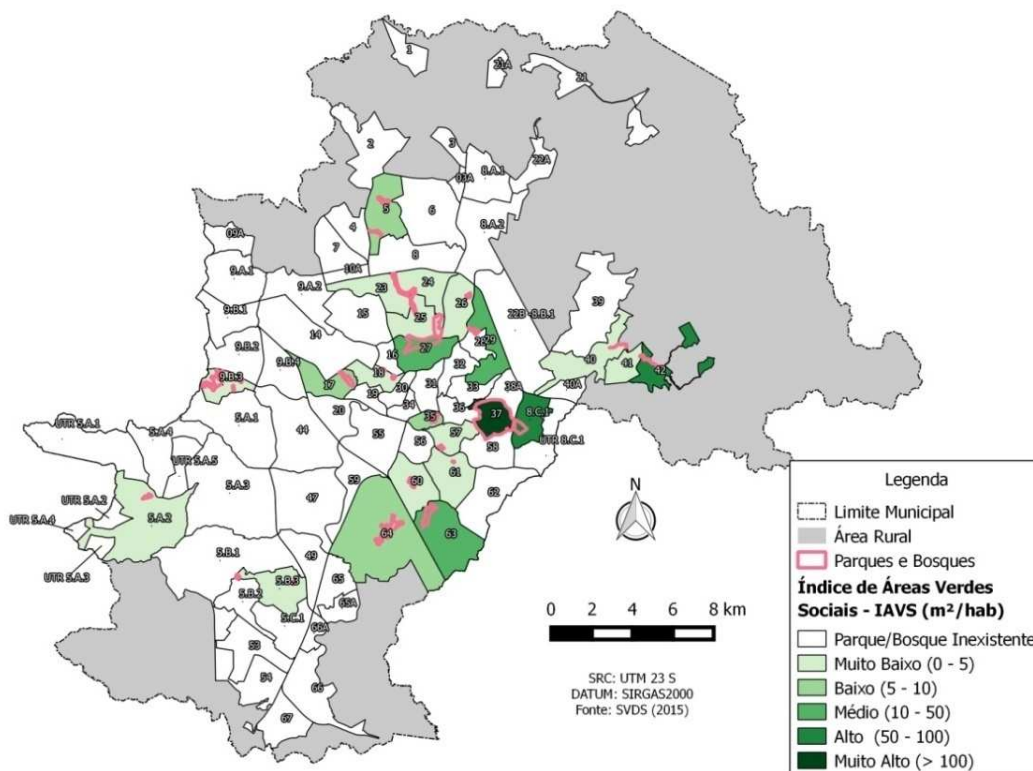 1
21A
21
2
3
03A
8.A.1
22A
5
6
4
8.A.2
7
09A
8
10A
9.A.1
9.A.2
23
24
39
9.B.1
15
26
22B -8.B.1
25
14
29
9.B.2
16
27
9.B.4
32
40
41
42
9.B.3
17
18
30
31
33
38A
40A
19
34
36
20
35
37
8.C.1
5.A.1
UTR 5.A.1
5.A.4
44
55
56
57
58
UTR 8.C.1
UTR 5.A.5
59
61
60
62
UTR 5.A.2
5.A.3
47
UTR 5.A.4
5.A.2
64
63
UTR 5.A.3
5.B.1
49
5.B.3
65
5.B.2
65A
5.C.1
66A
53
54
66
67
N
0 2 4 6 8 km
SRC: UTM 23 S
DATUM: SIRGAS2000
Fonte: SVDS (2015)
Legenda
Limite Municipal
Área Rural
Parques e Bosques
Índice de Áreas Verdes
Sociais - IAVS (m²/hab)
Parque/Bosque Inexistente
Muito Baixo (0 - 5)
Baixo (5 - 10)
Médio (10 - 50)
Alto (50 - 100)
Muito Alto (> 100)